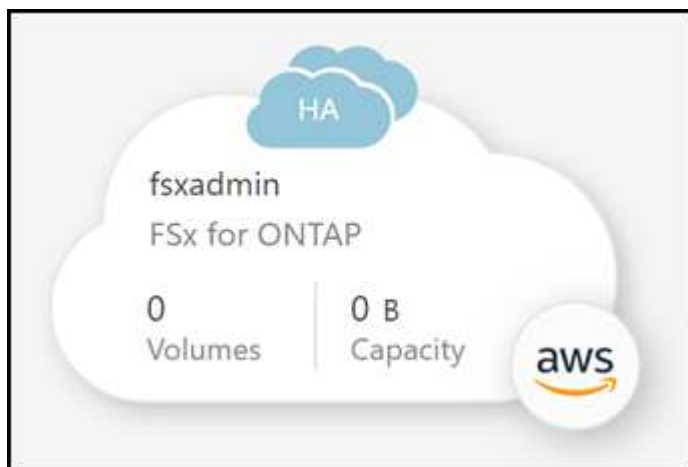 HA
fsxadmin
FSx for ONTAP
0
Volumes
0 B
Capacity
aws